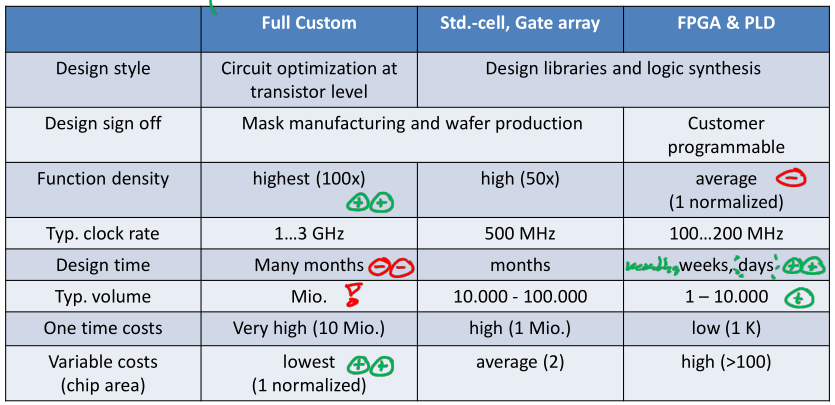 Full Custom Std.-cell, Gate array FPGA & PLD
Design style Circuit optimization at Design libraries and logic synthesis
transistor level
Design sign off Mask manufacturing and wafer production Customer
programmable
Function density highest (100x) high (50x) average
(1 normalized)
Typ. clock rate 1...3 GHz 500 MHz 100...200 MHz
Design time Many months months weeks, days
Typ. volume Mio. 10.000 - 100.000 1 – 10.000
One time costs Very high (10 Mio.) high (1 Mio.) low (1 K)
Variable costs lowest average (2) high (>100)
(chip area) (1 normalized)